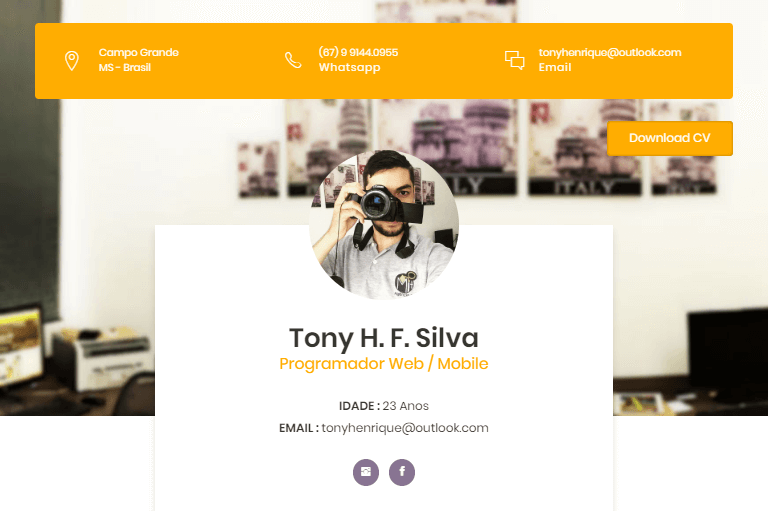 Campo Grande
MS - Brasil
(67) 9 9144.0955
Whatsapp
tonyhenrique@outlook.com
Email
Download CV
ITALY
Tony H. F. Silva
Programador Web / Mobile
IDADE : 23 Anos
EMAIL : tonyhenrique@outlook.com